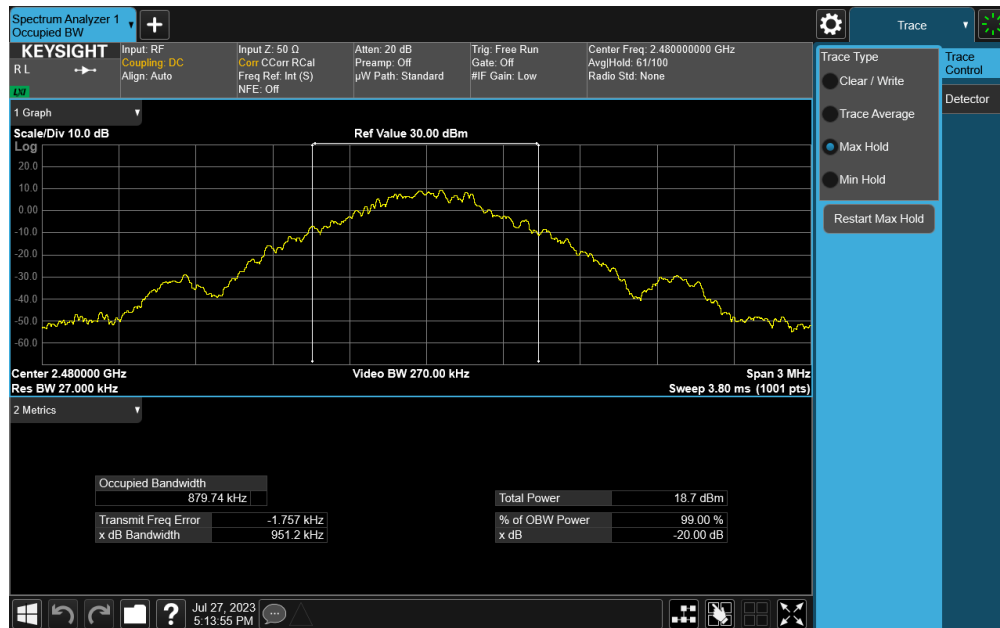 Spectrum Analyzer 1
Occupied BW
Trace
KEYSIGHT
R L
LXI
Input: RF
Coupling: DC
Align: Auto
Input Z: 50 Ω
Corr CCorr RCal
Freq Ref: Int (S)
NFE: Off
Atten: 20 dB
Preamp: Off
µW Path: Standard
Trig: Free Run
Gate: Off
#IF Gain: Low
Center Freq: 2.480000000 GHz
Avg|Hold: 61/100
Radio Std: None
Trace Type
Clear / Write
Trace Average
Max Hold
Min Hold
Restart Max Hold
Trace
Control
Detector
1 Graph
Scale/Div 10.0 dB
Ref Value 30.00 dBm
Log
20.0
10.0
0.00
-10.0
-20.0
-30.0
-40.0
-50.0
-60.0
Center 2.480000 GHz
Video BW 270.00 kHz
Span 3 MHz
Res BW 27.000 kHz
Sweep 3.80 ms (1001 pts)
2 Metrics
Occupied Bandwidth
879.74 kHz
Total Power 18.7 dBm
Transmit Freq Error -1.757 kHz
% of OBW Power 99.00 %
x dB Bandwidth 951.2 kHz
x dB -20.00 dB
Jul 27, 2023
5:13:55 PM